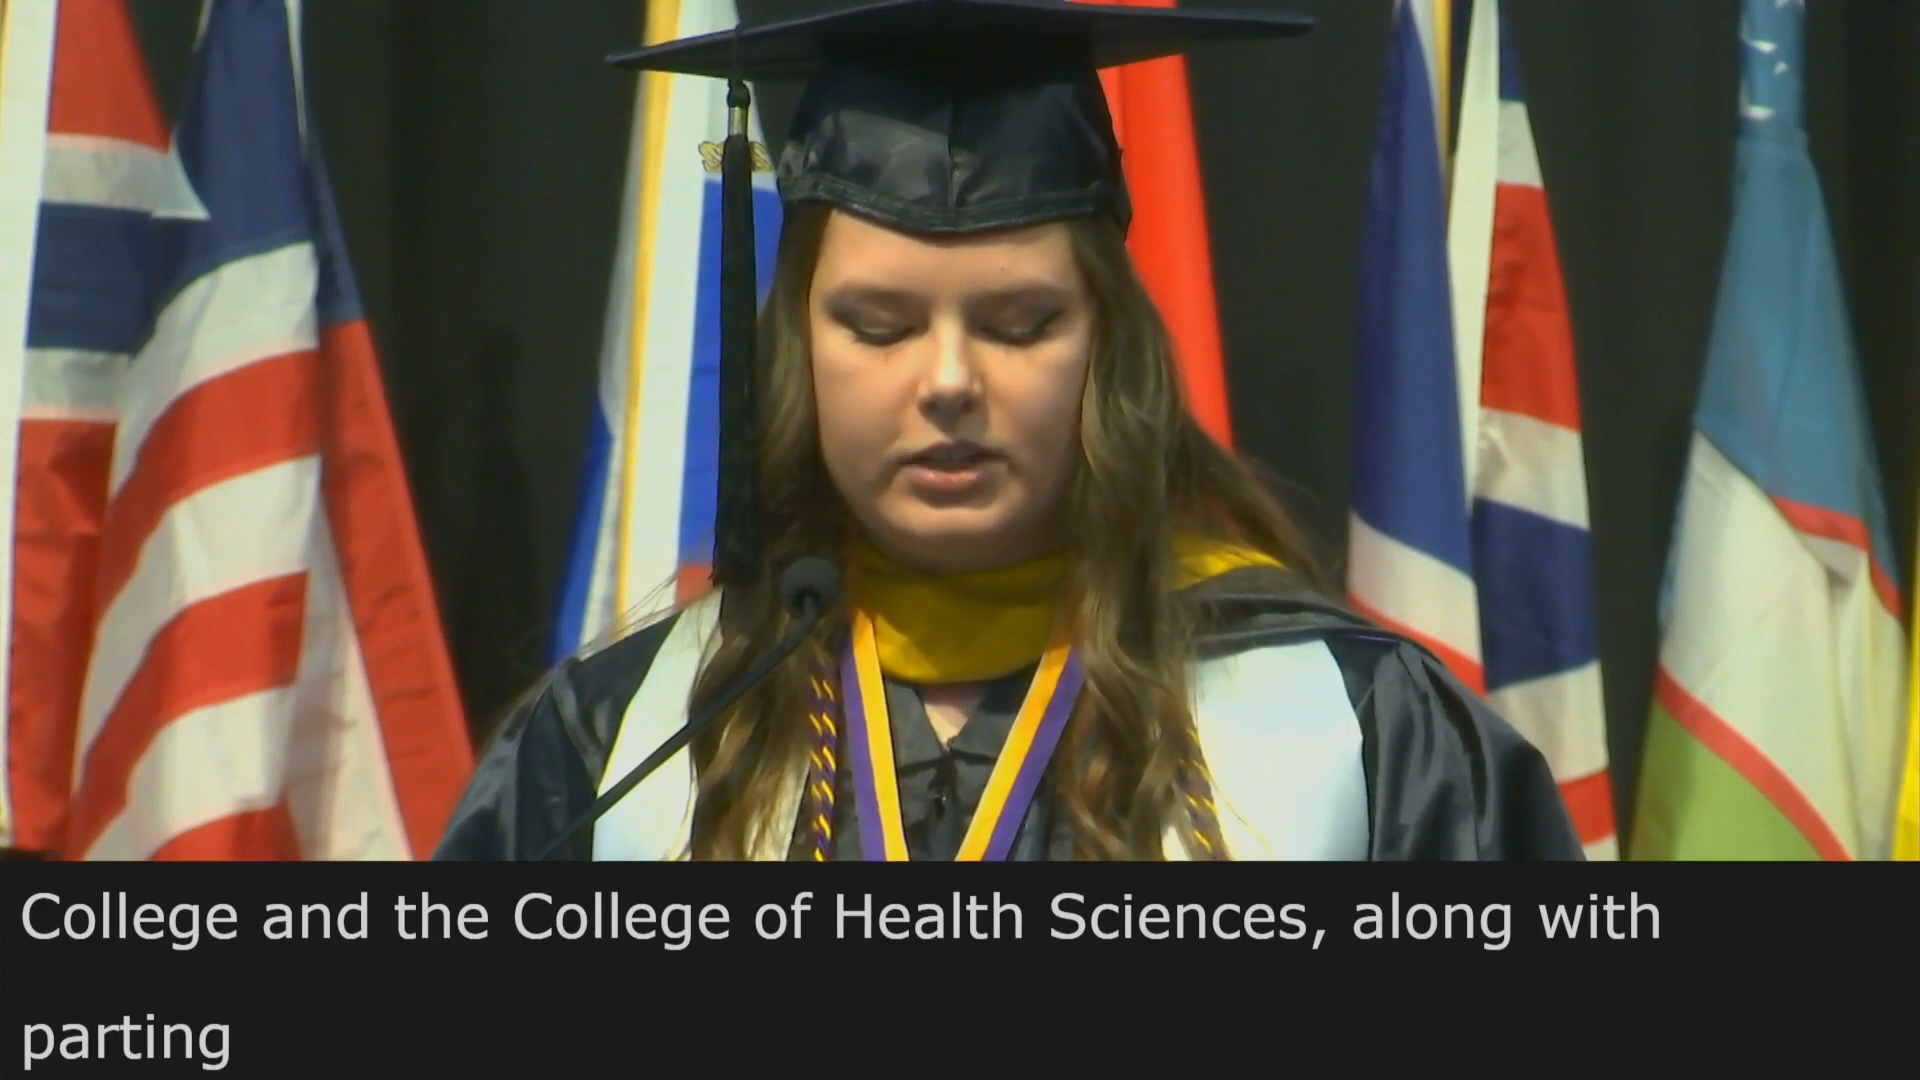 College and the College of Health Sciences, along with
parting